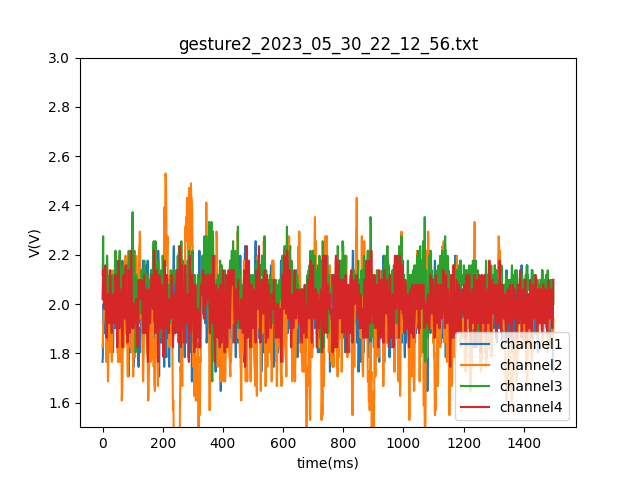 gesture2_2023_05_30_22_12_56.txt
V(V)
3.0
2.8
2.6
2.4
2.2
2.0
1.8
1.6
channel1
channel2
channel3
channel4
0 200 400 600 800 1000 1200 1400
time(ms)